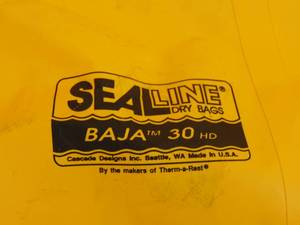 SEALLINE®
DRY BAGS
BAJA™ 30 HD
Cascade Designs Inc. Seattle, WA Made in U.S.A.
By the makers of Therm-a-Rest®